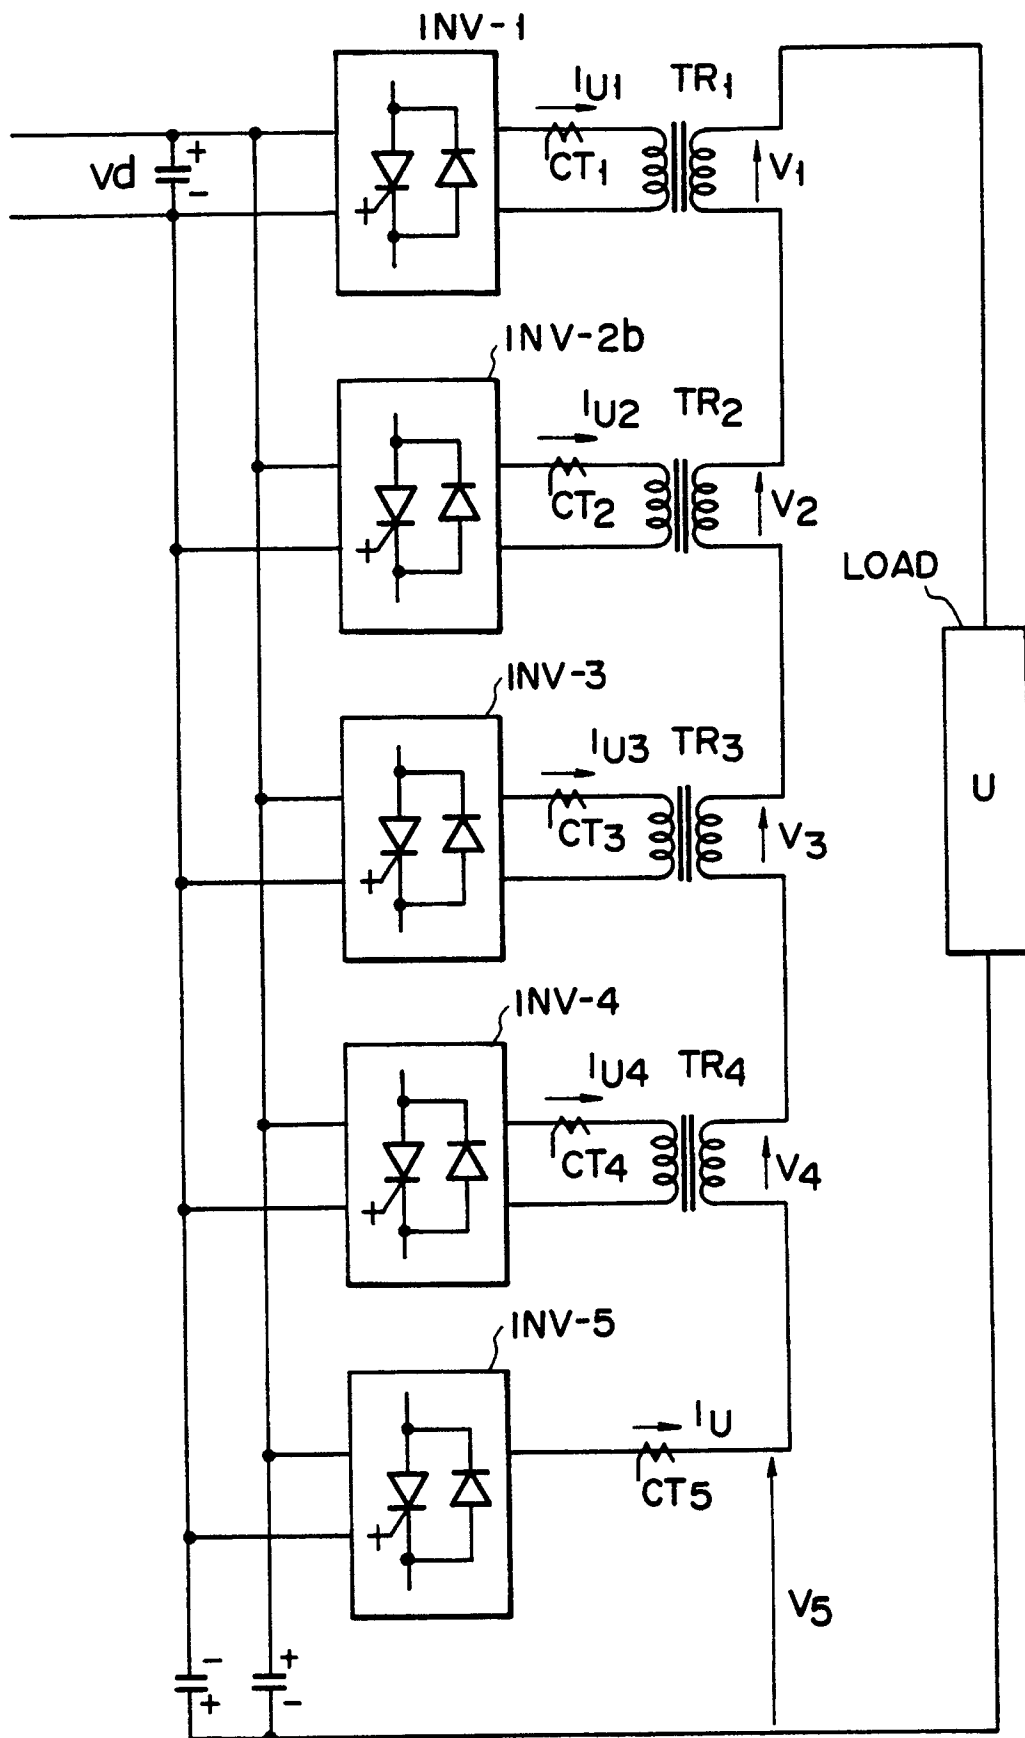 INV-1
IU1 TR1
Vd + - + CT1 V1
INV-2b
IU2 TR2
+ CT2 V2
LOAD
INV-3
IU3 TR3
+ CT3 V3
U
INV-4
IU4 TR4
+ CT4 V4
INV-5
IU
+ CT5
V5
- +
+ -